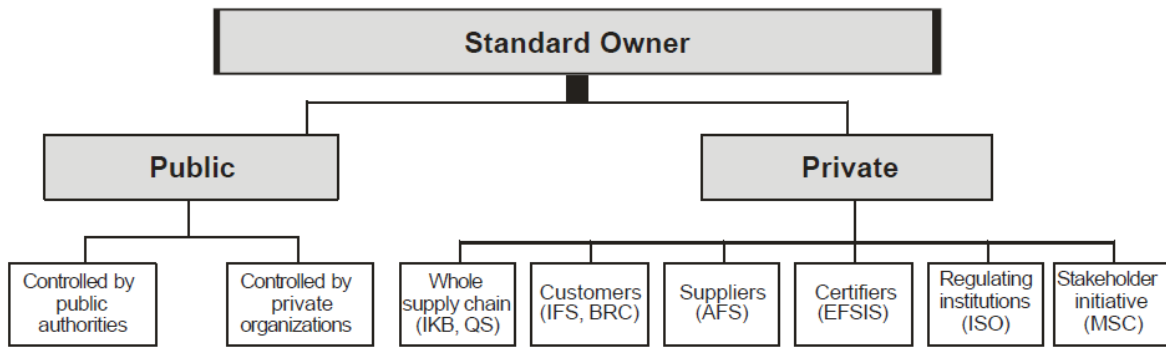 Standard Owner
Public
Private
Controlled by
public
authorities
Controlled by
private
organizations
Whole
supply chain
(IKB, QS)
Customers
(IFS, BRC)
Suppliers
(AFS)
Certifiers
(EFSIS)
Regulating
institutions
(ISO)
Stakeholder
initiative
(MSC)